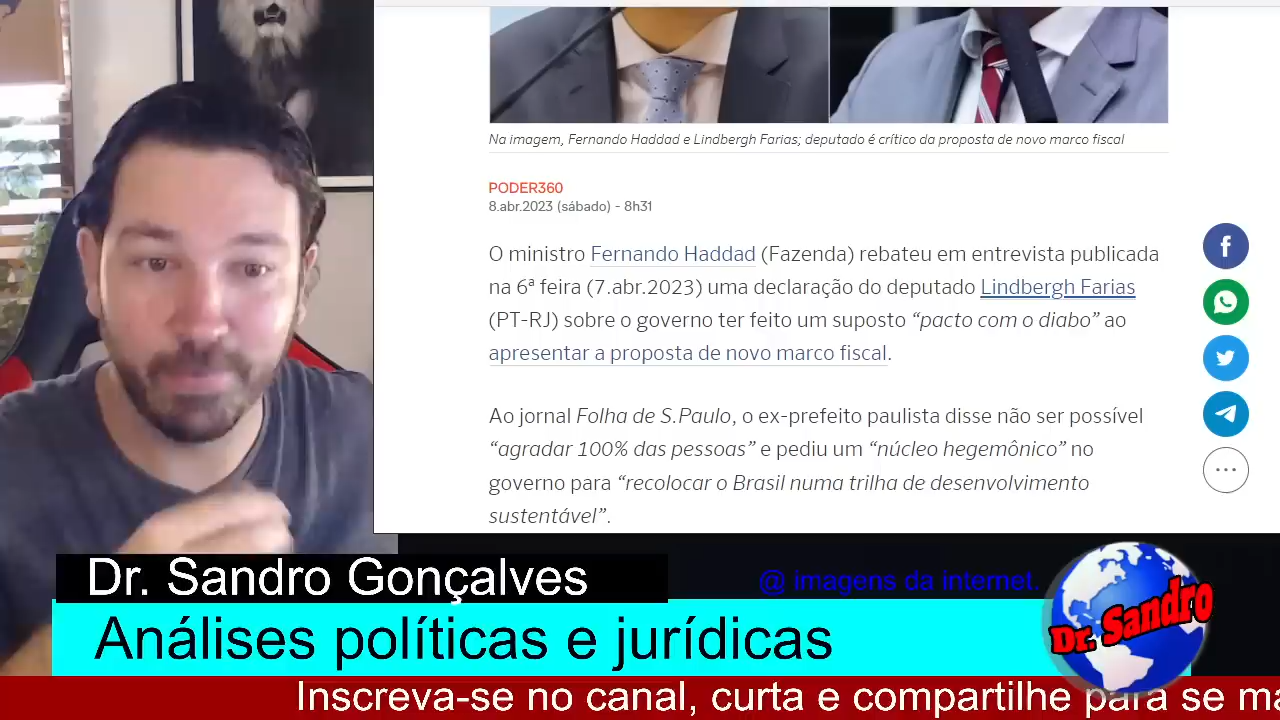 Na imagem, Fernando Haddad e Lindbergh Farias; deputado é crítico da proposta de novo marco fiscal
PODER360
8.abr.2023 (sábado) - 8h31
O ministro Fernando Haddad (Fazenda) rebateu em entrevista publicada
na 6ª feira (7.abr.2023) uma declaração do deputado Lindbergh Farias
(PT-RJ) sobre o governo ter feito um suposto “pacto com o diabo” ao
apresentar a proposta de novo marco fiscal.
Ao jornal Folha de S.Paulo, o ex-prefeito paulista disse não ser possível
“agradar 100% das pessoas” e pediu um “núcleo hegemônico” no
governo para “recolocar o Brasil numa trilha de desenvolvimento
sustentável”.
Dr. Sandro Gonçalves
@ imagens da internet.
Análises políticas e jurídicas
Dr. Sandro
Inscreva-se no canal, curta e compartilhe para se ma